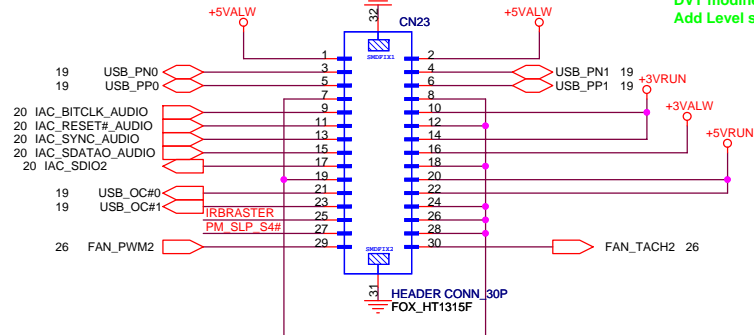 DVT modified
Add Level s
32
+5VALW
CN23
+5VALW
SMDFIX1
1
2
19 USB_PN0 3
4 USB_PN1 19
19 USB_PP0 5
6 USB_PP1 19
+3VRUN
7
8
20 IAC_BITCLK_AUDIO 9
10
+3VALW
20 IAC_RESET#_AUDIO 11
12
20 IAC_SYNC_AUDIO 13
14
+5VRUN
20 IAC_SDATAO_AUDIO 15
16
20 IAC_SDIO2 17
18
19
20
19 USB_OC#0 21
22
19 USB_OC#1 23
24
IRBRASTER 25
26
PM_SLP_S4# 27
28
26 FAN_PWM2 29
30 FAN_TACH2 26
SMDFIX2
31
HEADER CONN_30P
FOX_HT1315F